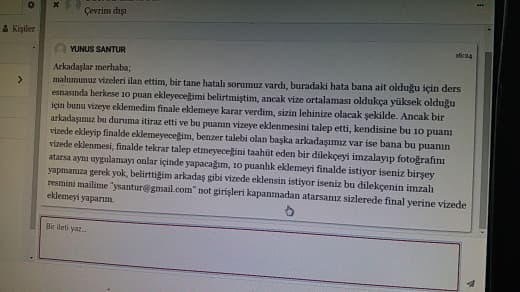 Çevrim dışı
Kişiler
YUNUS SANTUR
16:24
Arkadaşlar merhaba;
malumunuz vizeleri ilan ettim, bir tane hatalı sorumuz vardı, buradaki hata bana ait olduğu için ders
esnasında herkese 10 puan ekleyeceğimi belirtmiştim, ancak vize ortalaması oldukça yüksek olduğu
için bunu vizeye eklemedim finale eklemeye karar verdim, sizin lehinize olacak şekilde. Ancak bir
arkadaşımız bu duruma itiraz etti ve bu puanın vizeye eklenmesini talep etti, kendisine bu 10 puanı
vizede ekleyip finalde eklemeyeceğim, benzer talebi olan başka arkadaşımız var ise bana bu puanın
vizede eklenmesi, finalde tekrar talep etmeyeceğini taahüt eden bir dilekçeyi imzalayıp fotoğrafını
atarsa aynı uygulamayı onlar içinde yapacağım, 10 puanlık eklemeyi finalde istiyor iseniz birşey
yapmanıza gerek yok, belirttiğim arkadaş gibi vizede eklensin istiyor iseniz bu dilekçenin imzalı
resmini mailime "ysantur@gmail.com" not girişleri kapanmadan atarsanız sizlerede final yerine vizede
eklemeyi yaparım.
Bir ileti yaz...